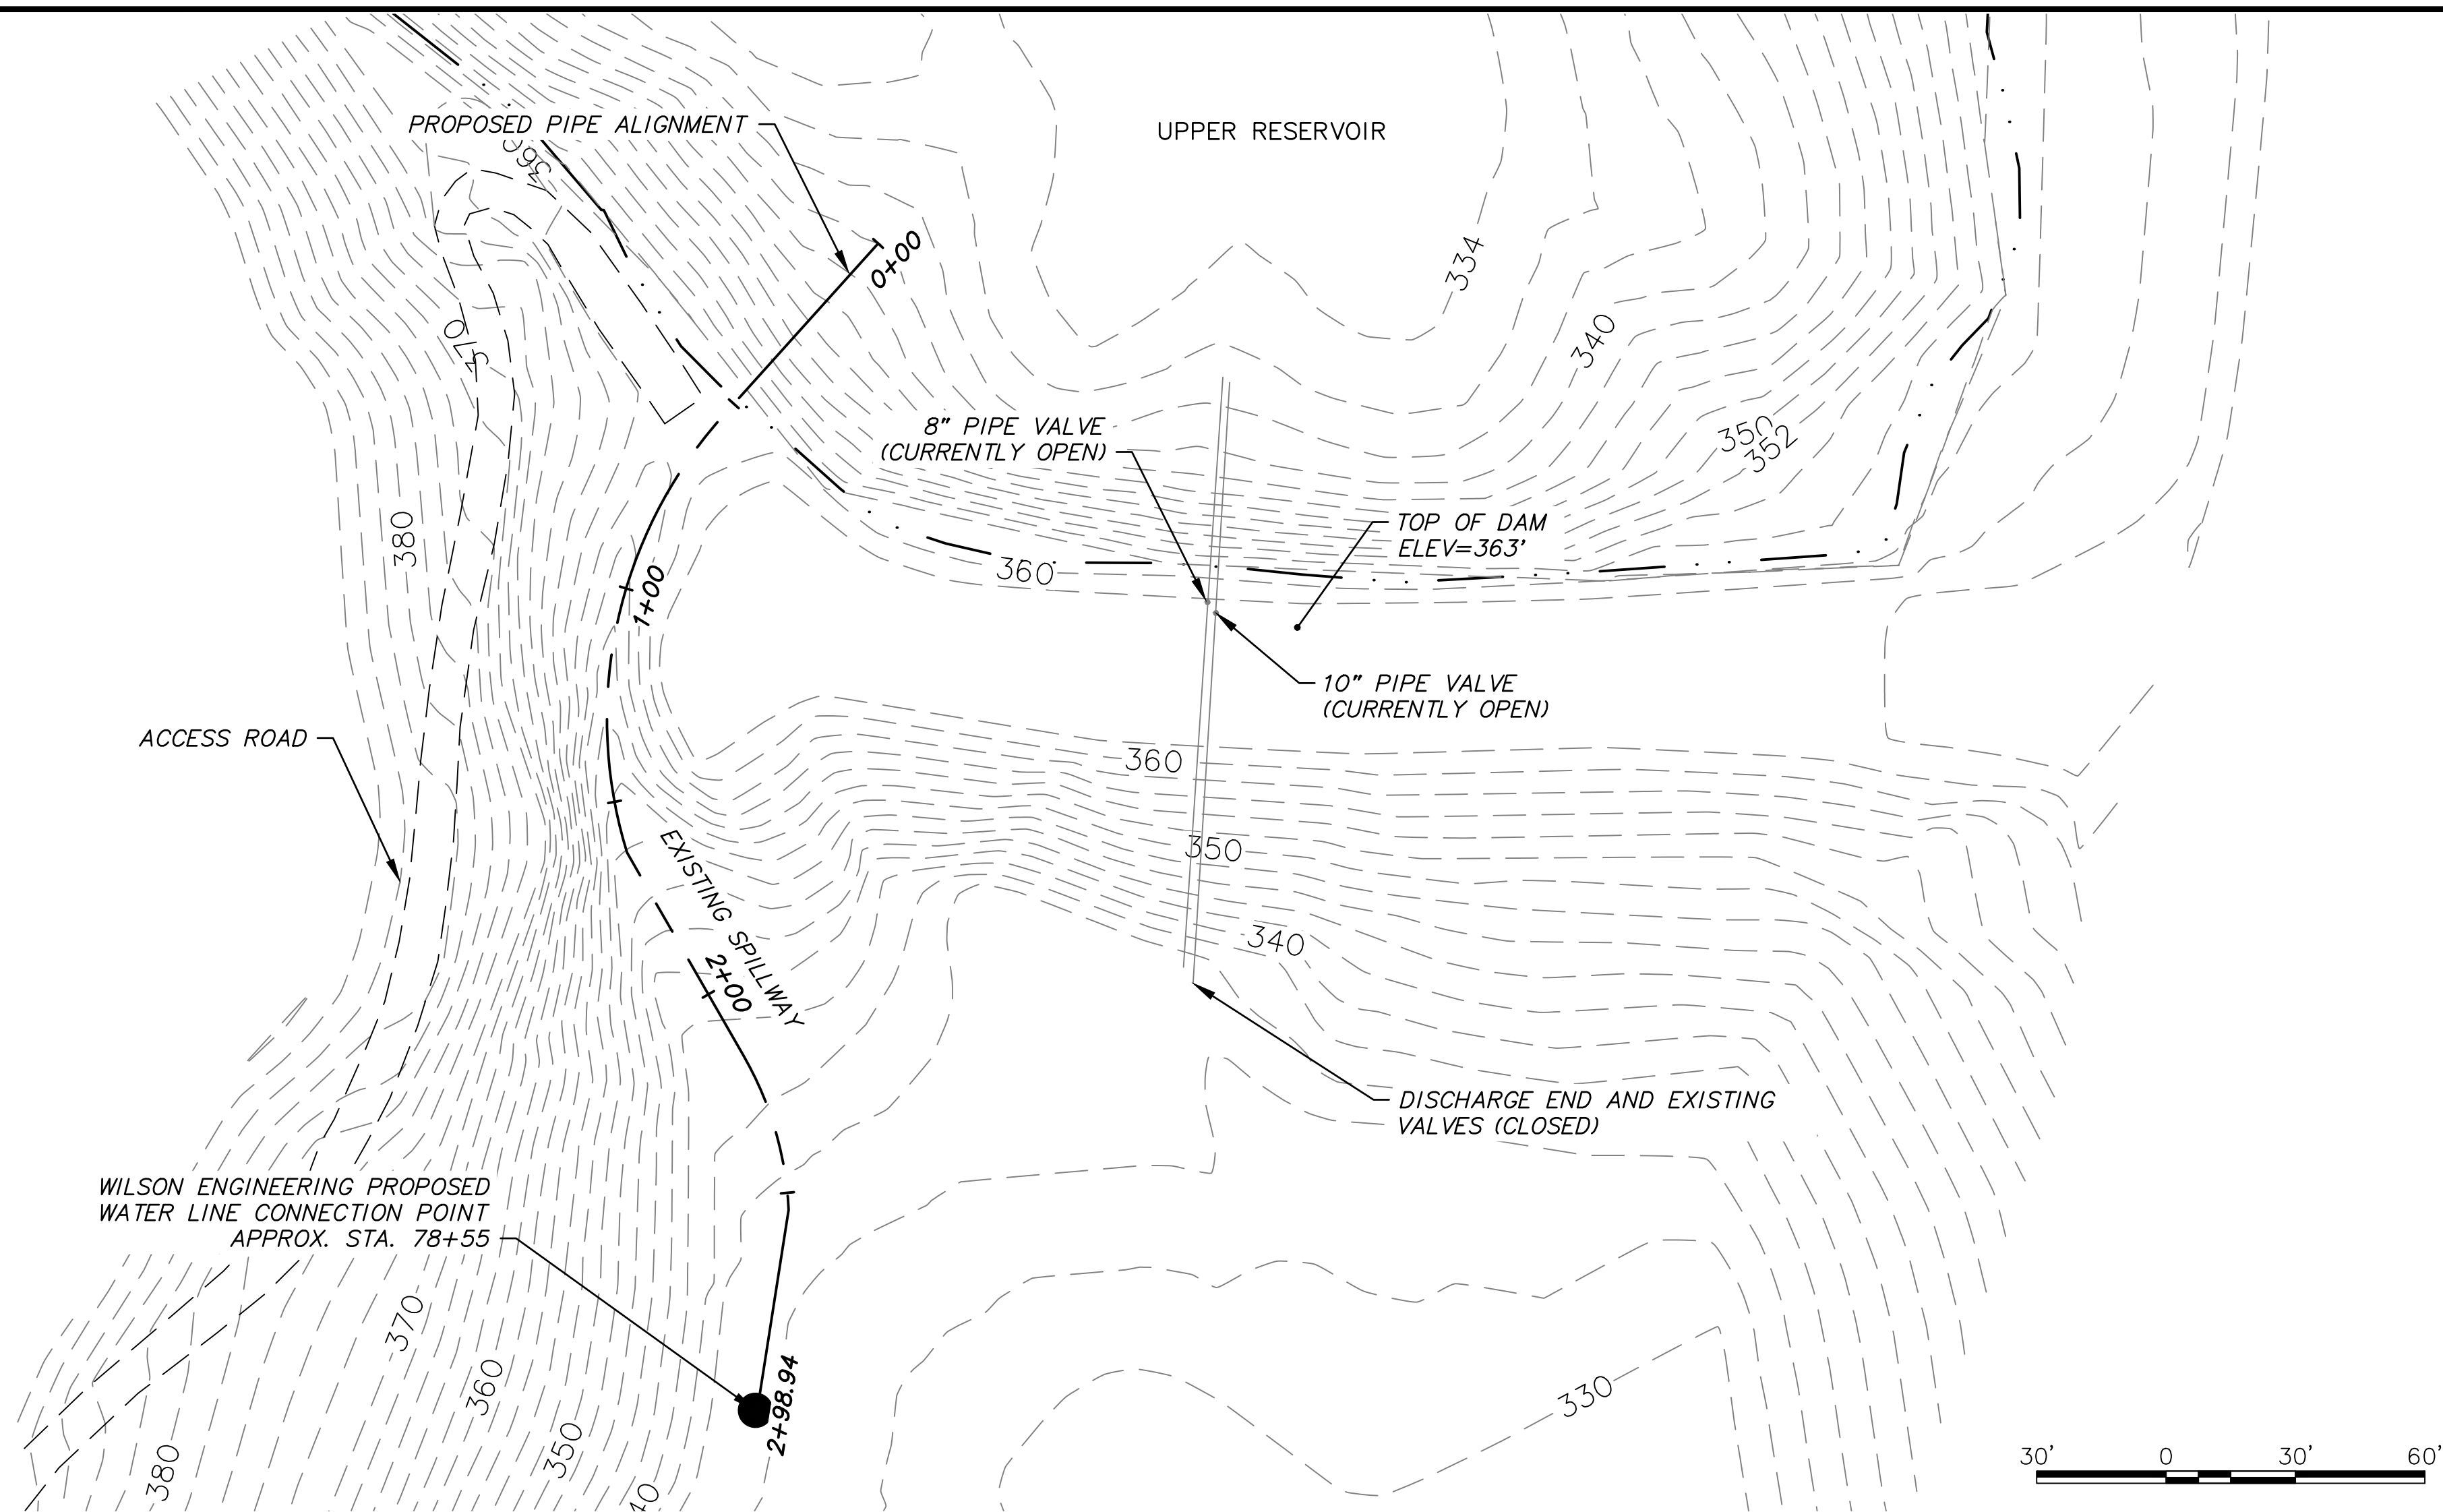 PROPOSED PIPE ALIGNMENT
UPPER RESERVOIR
360
0+00
334
370
340
8" PIPE VALVE
(CURRENTLY OPEN)
350
352
380
TOP OF DAM
ELEV=363'
360
1+00
10" PIPE VALVE
(CURRENTLY OPEN)
ACCESS ROAD
360
350
EXISTING SPILLWAY
2+00
340
DISCHARGE END AND EXISTING
VALVES (CLOSED)
WILSON ENGINEERING PROPOSED
WATER LINE CONNECTION POINT
APPROX. STA. 78+55
370
360
2+98.94
330
380
350
40
30' 0 30' 60'